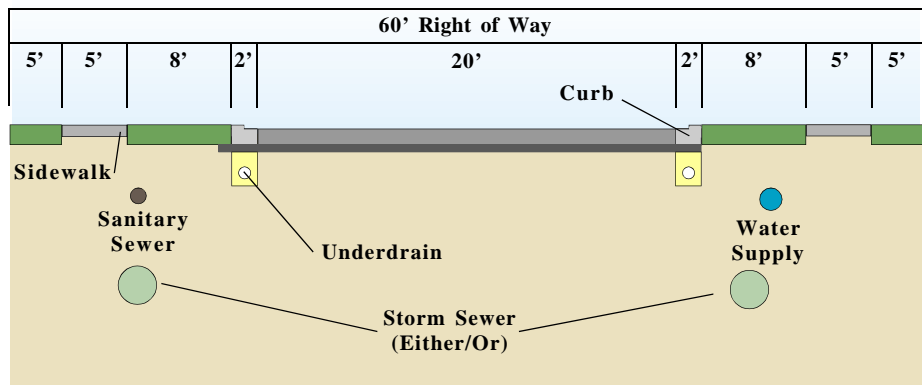 60’ Right of Way
5’ 5’ 8’ 2’ 20’ 2’ 8’ 5’ 5’
Curb
Sidewalk
Sanitary
Sewer
Water
Supply
Underdrain
Storm Sewer
(Either/Or)